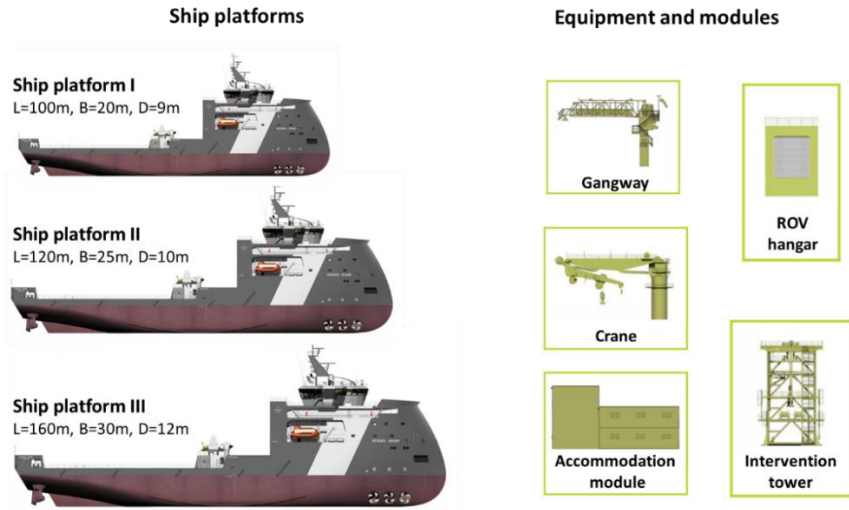 Ship platforms
Equipment and modules
Ship platform I
L=100m, B=20m, D=9m
Ship platform II
L=120m, B=25m, D=10m
Ship platform III
L=160m, B=30m, D=12m
Gangway
ROV
hangar
Crane
Accommodation
module
Intervention
tower